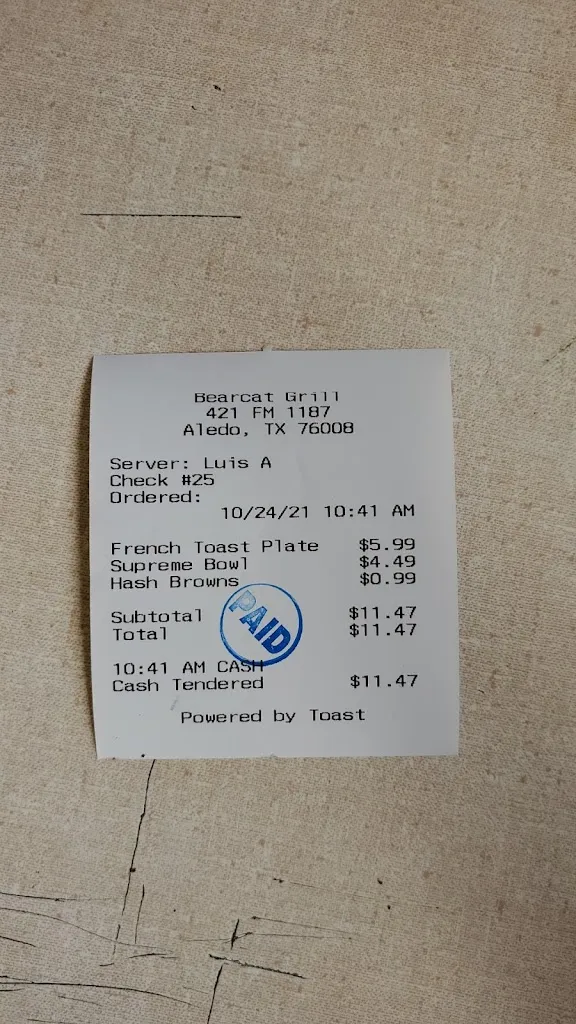 Bearcat Grill
421 FM 1187
Aledo, TX 76008
Server: Luis A
Check #25
Ordered:
10/24/21 10:41 AM
French Toast Plate $5.99
Supreme Bowl $4.49
Hash Browns $0.99
Subtotal $11.47
Total $11.47
PAID
10:41 AM CASH
Cash Tendered $11.47
Powered by Toast